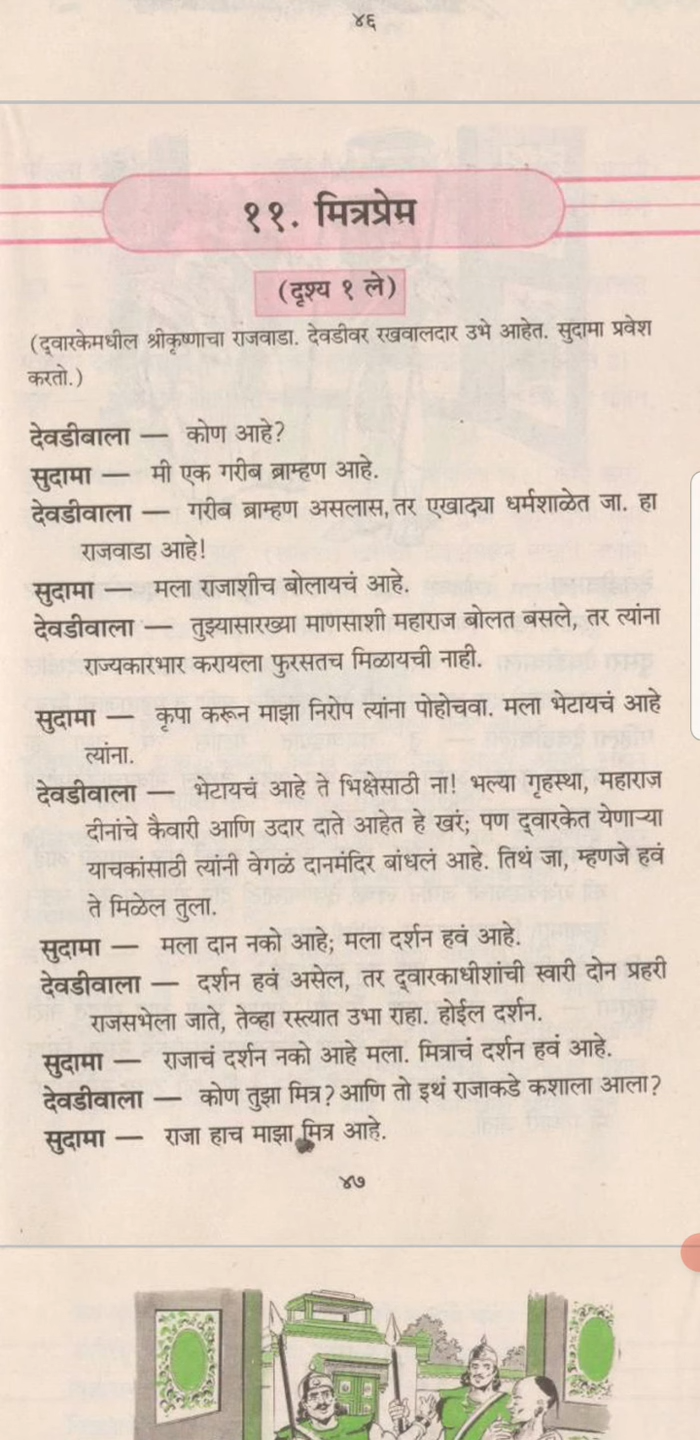 ४६
११. मित्रप्रेम
(दृश्य १ ले)
(द्वारकेमधील श्रीकृष्णाचा राजवाडा. देवडीवर रखवालदार उभे आहेत. सुदामा प्रवेश
करतो.)
देवडीवाला — कोण आहे?
सुदामा — मी एक गरीब ब्राम्हण आहे.
देवडीवाला — गरीब ब्राम्हण असलास, तर एखाद्या धर्मशाळेत जा. हा
राजवाडा आहे!
सुदामा — मला राजाशीच बोलायचं आहे.
देवडीवाला — तुझ्यासारख्या माणसाशी महाराज बोलत बसले, तर त्यांना
राज्यकारभार करायला फुरसतच मिळायची नाही.
सुदामा — कृपा करून माझा निरोप त्यांना पोहोचवा. मला भेटायचं आहे
त्यांना.
देवडीवाला — भेटायचं आहे ते भिक्षेसाठी ना! भल्या गृहस्था, महाराज
दीनांचे कैवारी आणि उदार दाते आहेत हे खरं; पण द्वारकेत येणाऱ्या
याचकांसाठी त्यांनी वेगळं दानमंदिर बांधलं आहे. तिथं जा, म्हणजे हवं
ते मिळेल तुला.
सुदामा — मला दान नको आहे; मला दर्शन हवं आहे.
देवडीवाला — दर्शन हवं असेल, तर द्वारकाधीशांची स्वारी दोन प्रहरी
राजसभेला जाते, तेव्हा रस्त्यात उभा राहा. होईल दर्शन.
सुदामा — राजाचं दर्शन नको आहे मला. मित्राचं दर्शन हवं आहे.
देवडीवाला — कोण तुझा मित्र? आणि तो इथं राजाकडे कशाला आला?
सुदामा — राजा हाच माझा मित्र आहे.
४७